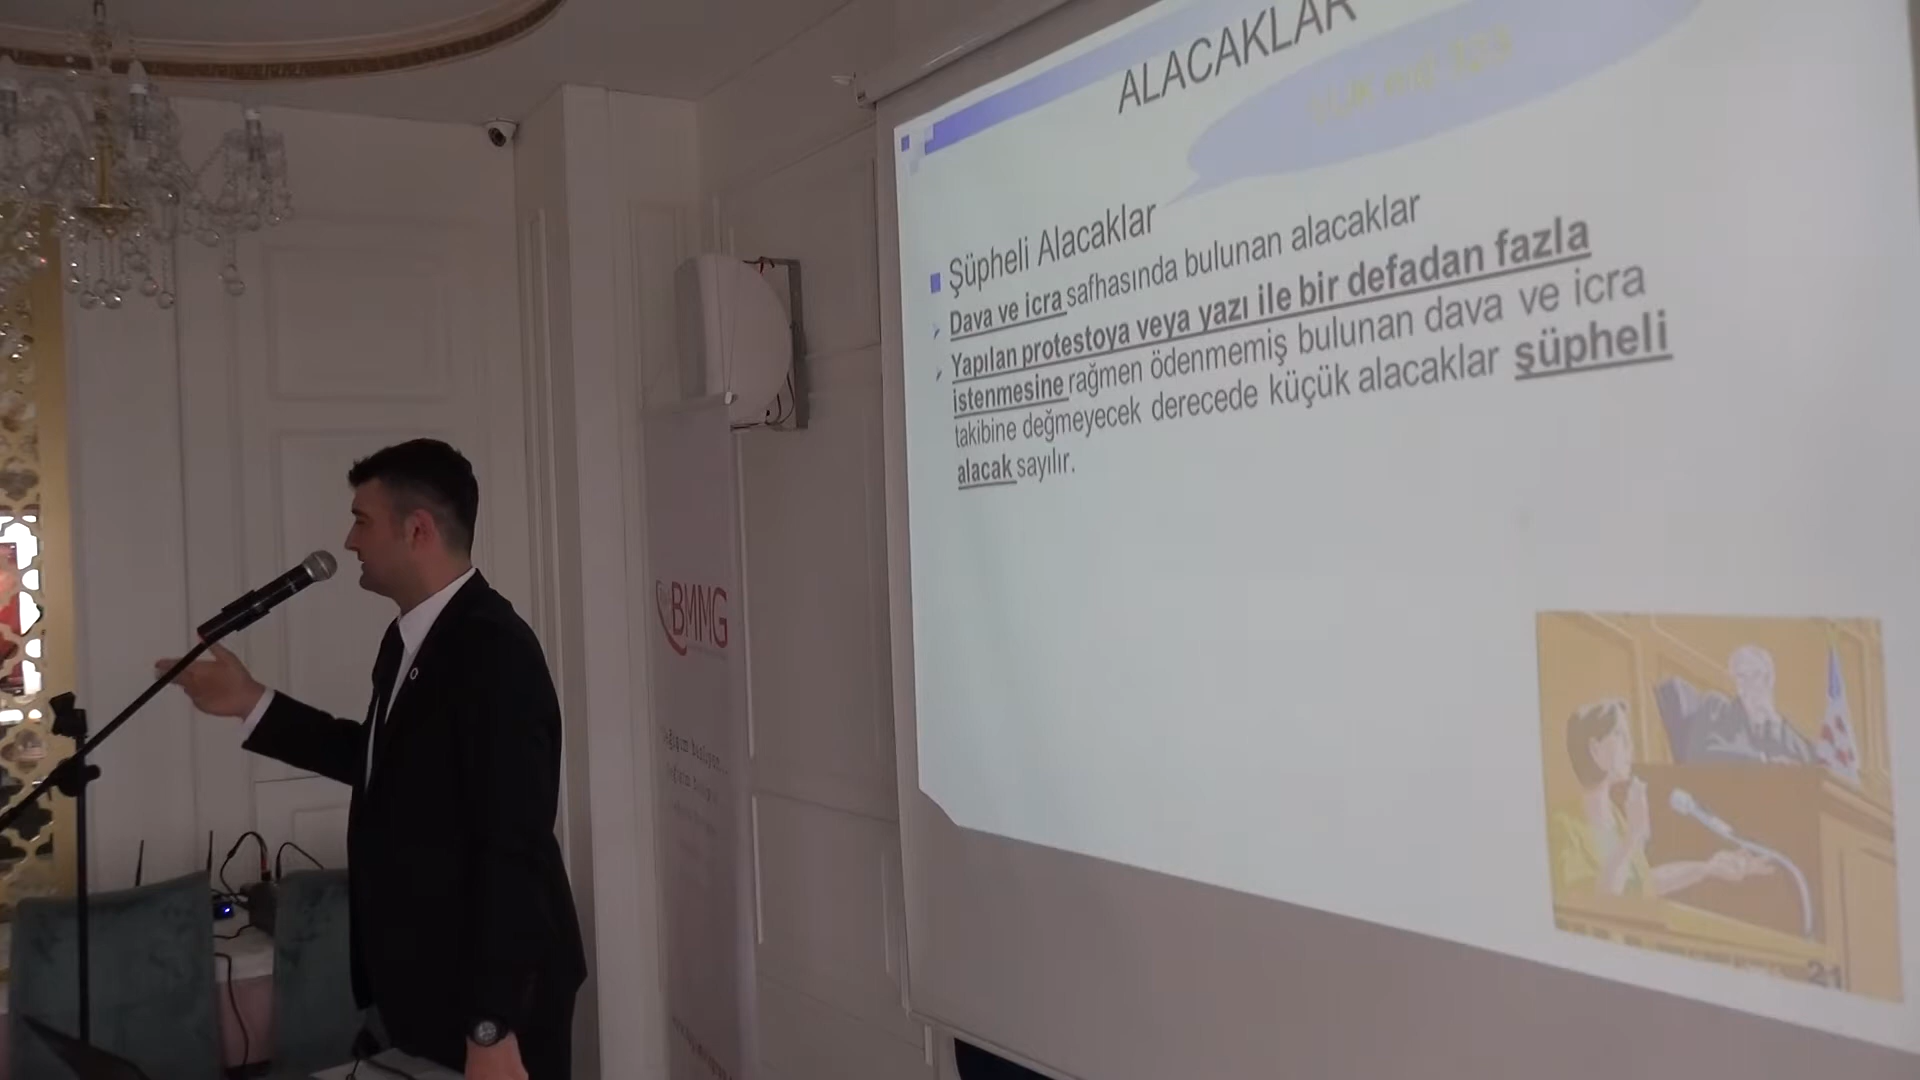 ALACAKLAR
Şüpheli Alacaklar
Dava ve icra safhasında bulunan alacaklar
Yapılan protestoya veya yazı ile bir defadan fazla
istenmesine rağmen ödenmemiş bulunan dava ve icra
takibine değmeyecek derecede küçük alacaklar şüpheli
alacak sayılır.
21
BMMG